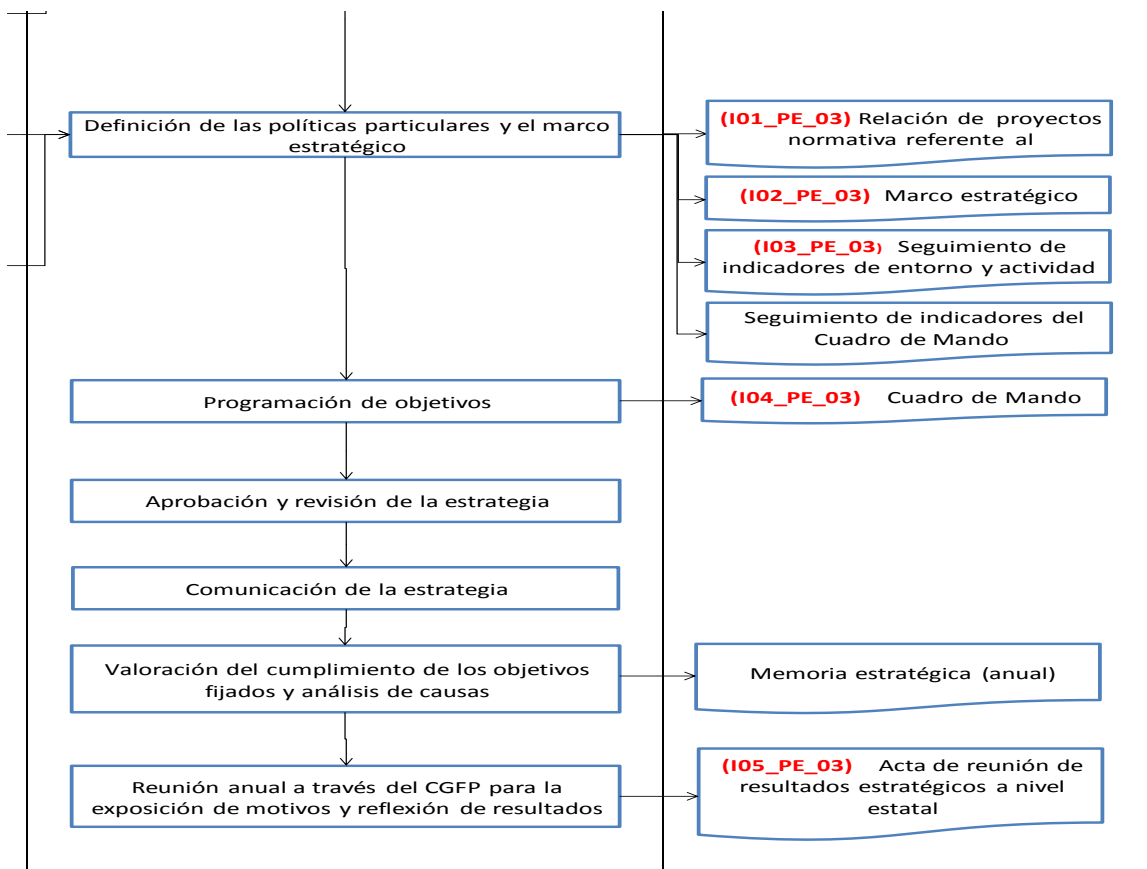 Definición de las políticas particulares y el marco
estratégico
(I01_PE_03) Relación de proyectos
normativa referente al
(I02_PE_03) Marco estratégico
(I03_PE_03) Seguimiento de
indicadores de entorno y actividad
Seguimiento de indicadores del
Cuadro de Mando
Programación de objetivos
(I04_PE_03) Cuadro de Mando
Aprobación y revisión de la estrategia
Comunicación de la estrategia
Valoración del cumplimiento de los objetivos
fijados y análisis de causas
Memoria estratégica (anual)
Reunión anual a través del CGFP para la
exposición de motivos y reflexión de resultados
(I05_PE_03) Acta de reunión de
resultados estratégicos a nivel
estatal